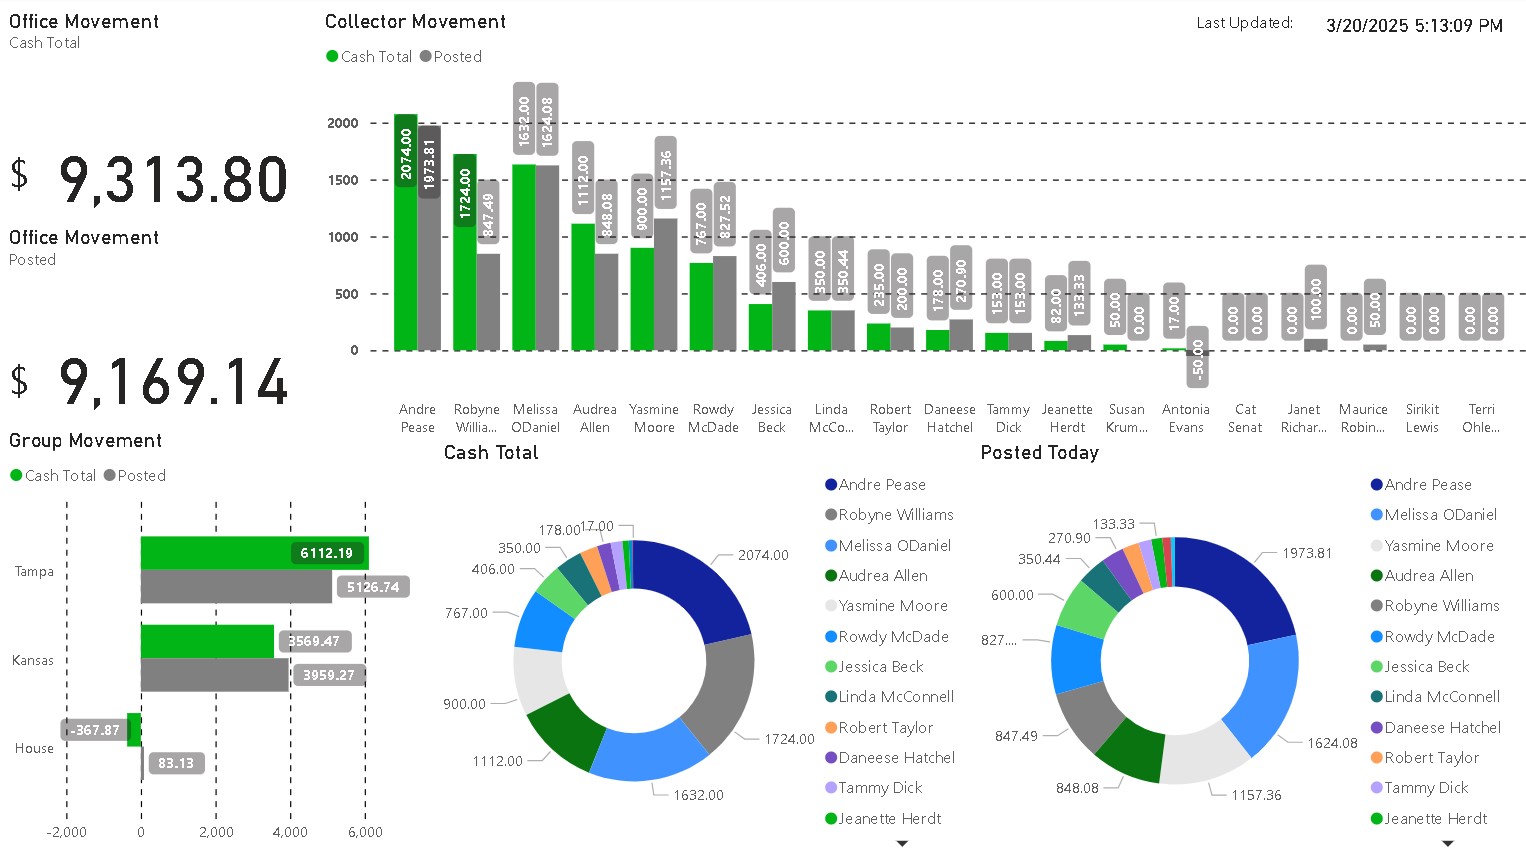 Office Movement
Cash Total
$ 9,313.80
Office Movement
Posted
$ 9,169.14
Collector Movement
Cash Total Posted
Last Updated: 3/20/2025 5:13:09 PM
2000
1500
1000
500
0
2074.00 1973.81
1724.00 847.49
1632.00 1624.08
1112.00 848.08
900.00 1157.36
767.00 827.52
406.00 600.00
350.00 350.44
235.00 200.00
178.00 270.90
153.00 153.00
82.00 133.33
50.00 0.00
17.00 -50.00
0.00 0.00
0.00 100.00
0.00 50.00
0.00 0.00
0.00 0.00
Andre Pease
Robyne Willia...
Melissa ODaniel
Audrea Allen
Yasmine Moore
Rowdy McDade
Jessica Beck
Linda McCo...
Robert Taylor
Daneese Hatchel
Tammy Dick
Jeanette Herdt
Susan Krum...
Antonia Evans
Cat Senat
Janet Richar...
Maurice Robin...
Sirikit Lewis
Terri Ohle...
Group Movement
Cash Total Posted
Tampa
6112.19
5126.74
Kansas
3569.47
3959.27
House
-367.87
83.13
-2,000 0 2,000 4,000 6,000
Cash Total
2074.00
1724.00
1632.00
1112.00
900.00
767.00
406.00
350.00
178.00
17.00
Andre Pease
Robyne Williams
Melissa ODaniel
Audrea Allen
Yasmine Moore
Rowdy McDade
Jessica Beck
Linda McConnell
Robert Taylor
Daneese Hatchel
Tammy Dick
Jeanette Herdt
Posted Today
1973.81
1624.08
1157.36
848.08
847.49
827....
600.00
350.44
270.90
133.33
Andre Pease
Melissa ODaniel
Yasmine Moore
Audrea Allen
Robyne Williams
Rowdy McDade
Jessica Beck
Linda McConnell
Daneese Hatchel
Robert Taylor
Tammy Dick
Jeanette Herdt